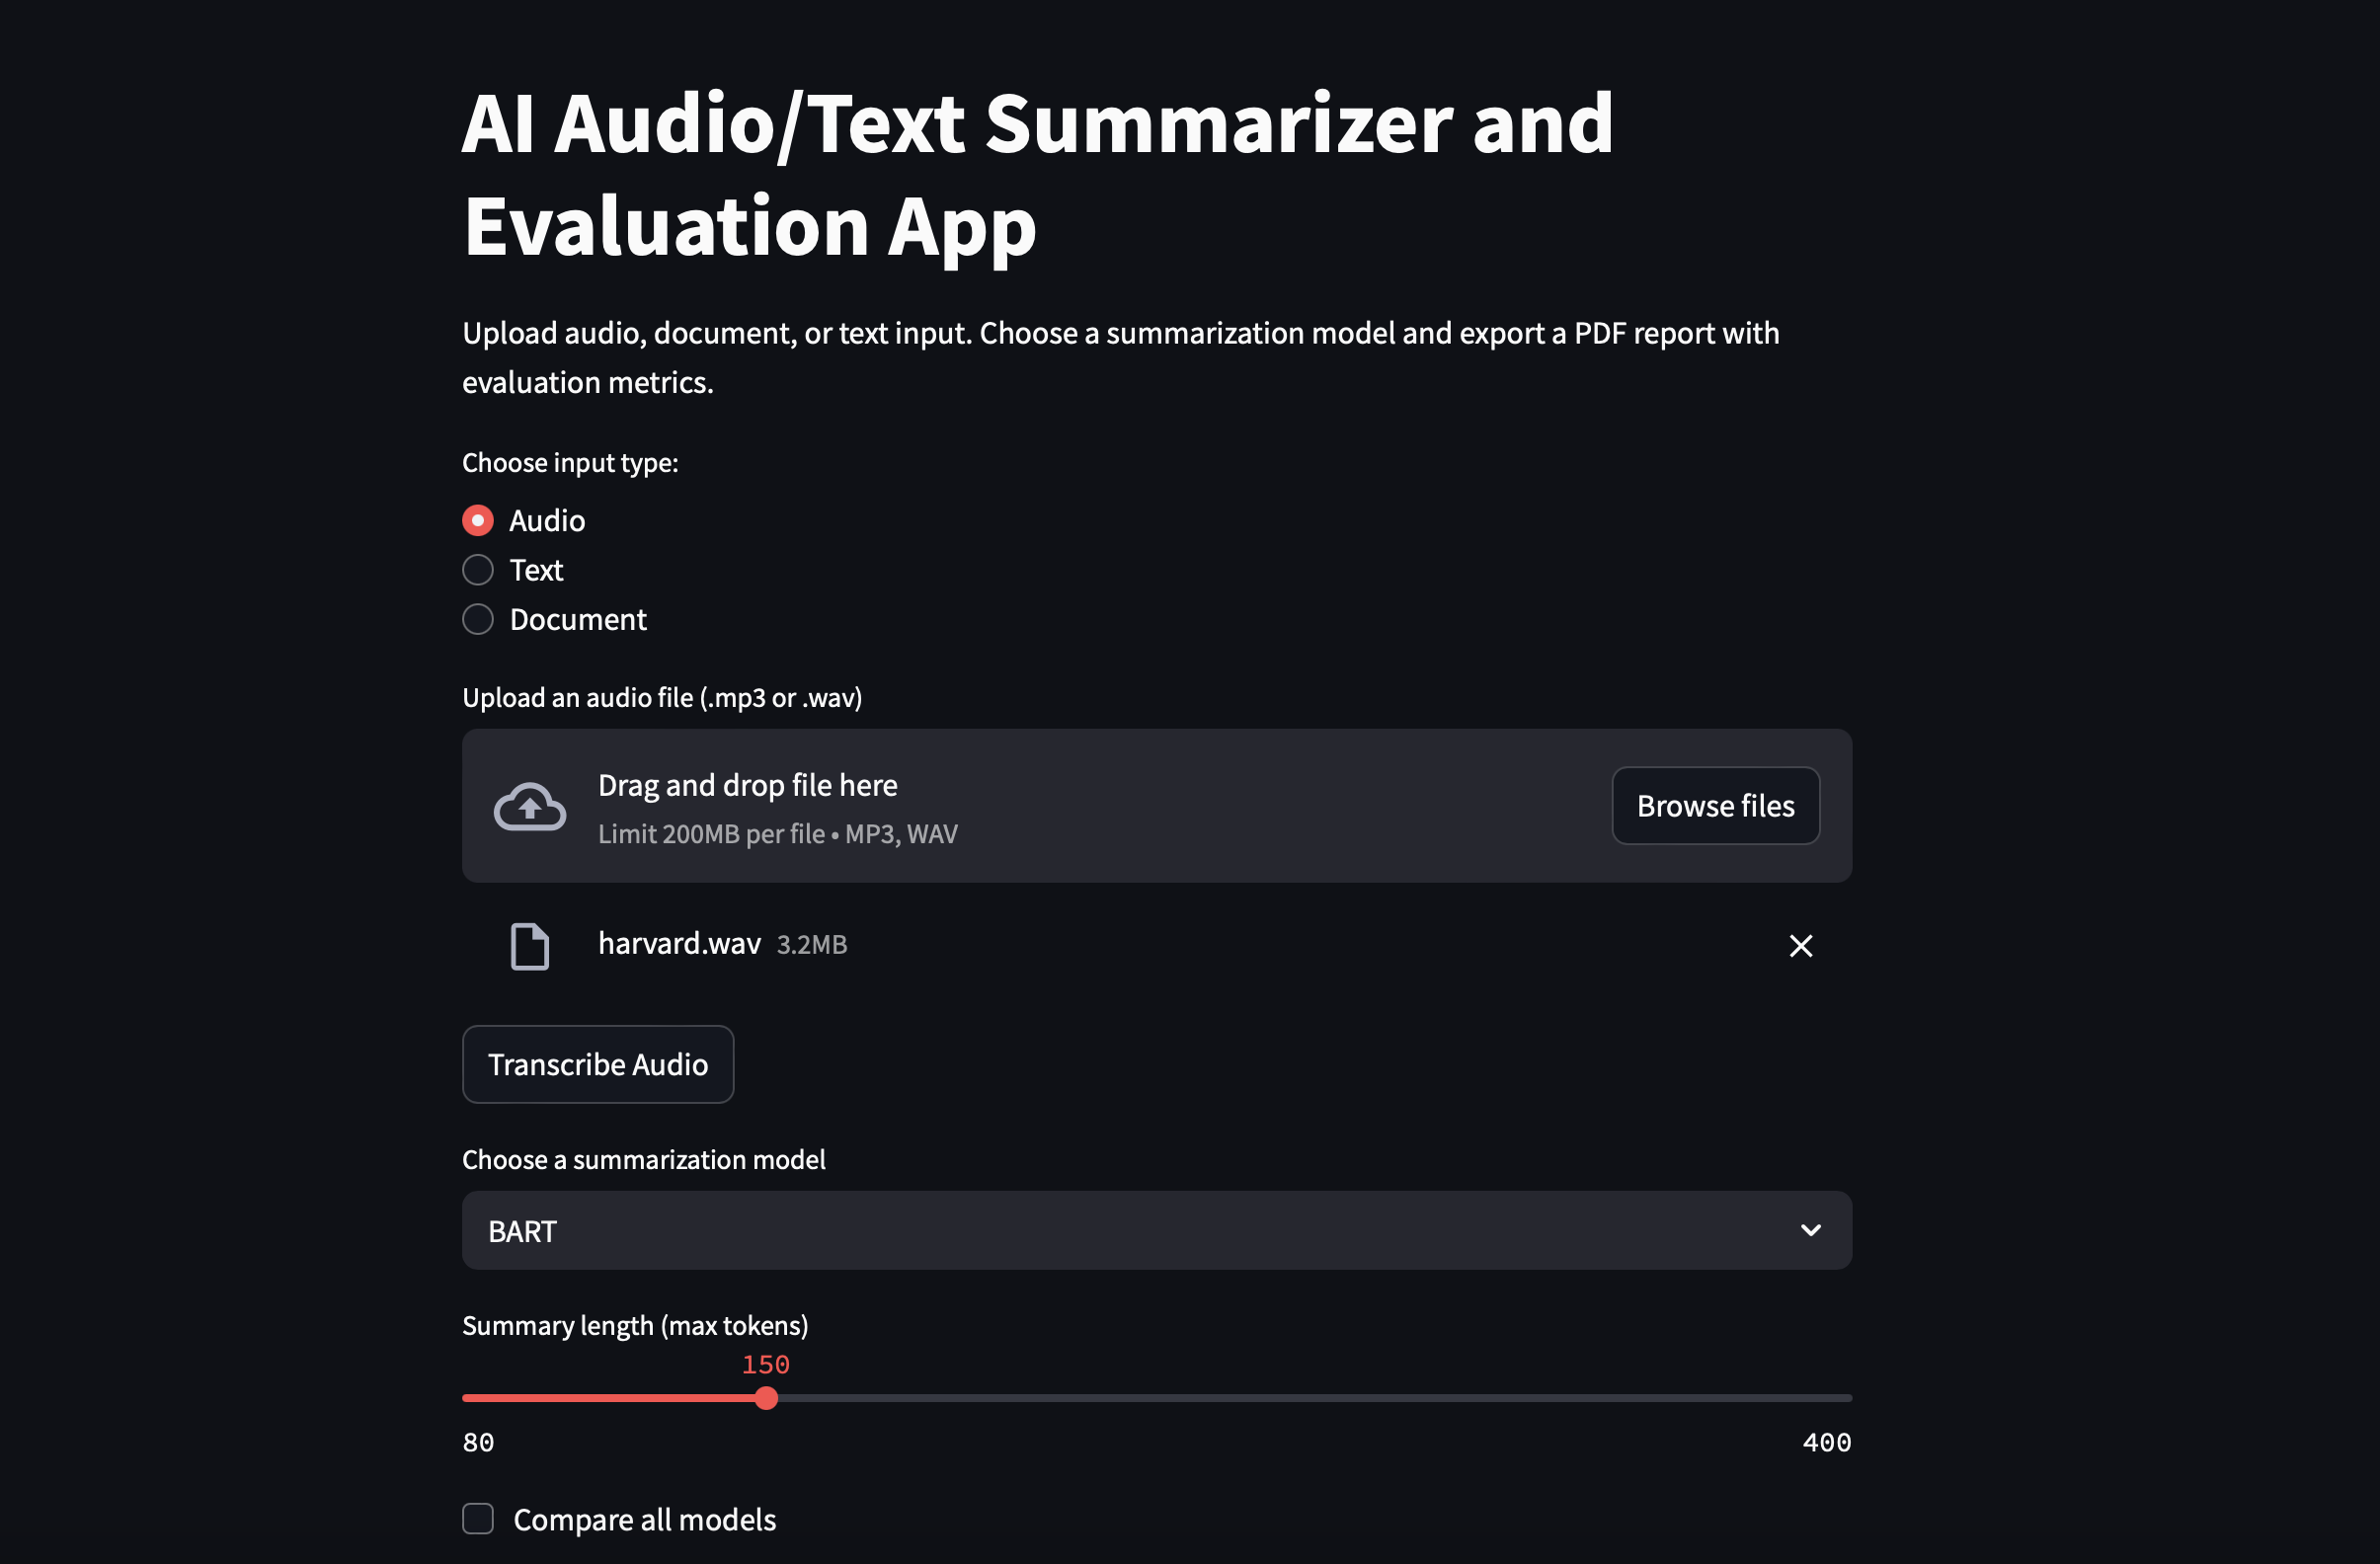 AI Audio/Text Summarizer and
Evaluation App
Upload audio, document, or text input. Choose a summarization model and export a PDF report with
evaluation metrics.
Choose input type:
Audio
Text
Document
Upload an audio file (.mp3 or .wav)
Drag and drop file here
Limit 200MB per file • MP3, WAV
Browse files
harvard.wav 3.2MB
Transcribe Audio
Choose a summarization model
BART
Summary length (max tokens)
150
80 400
Compare all models